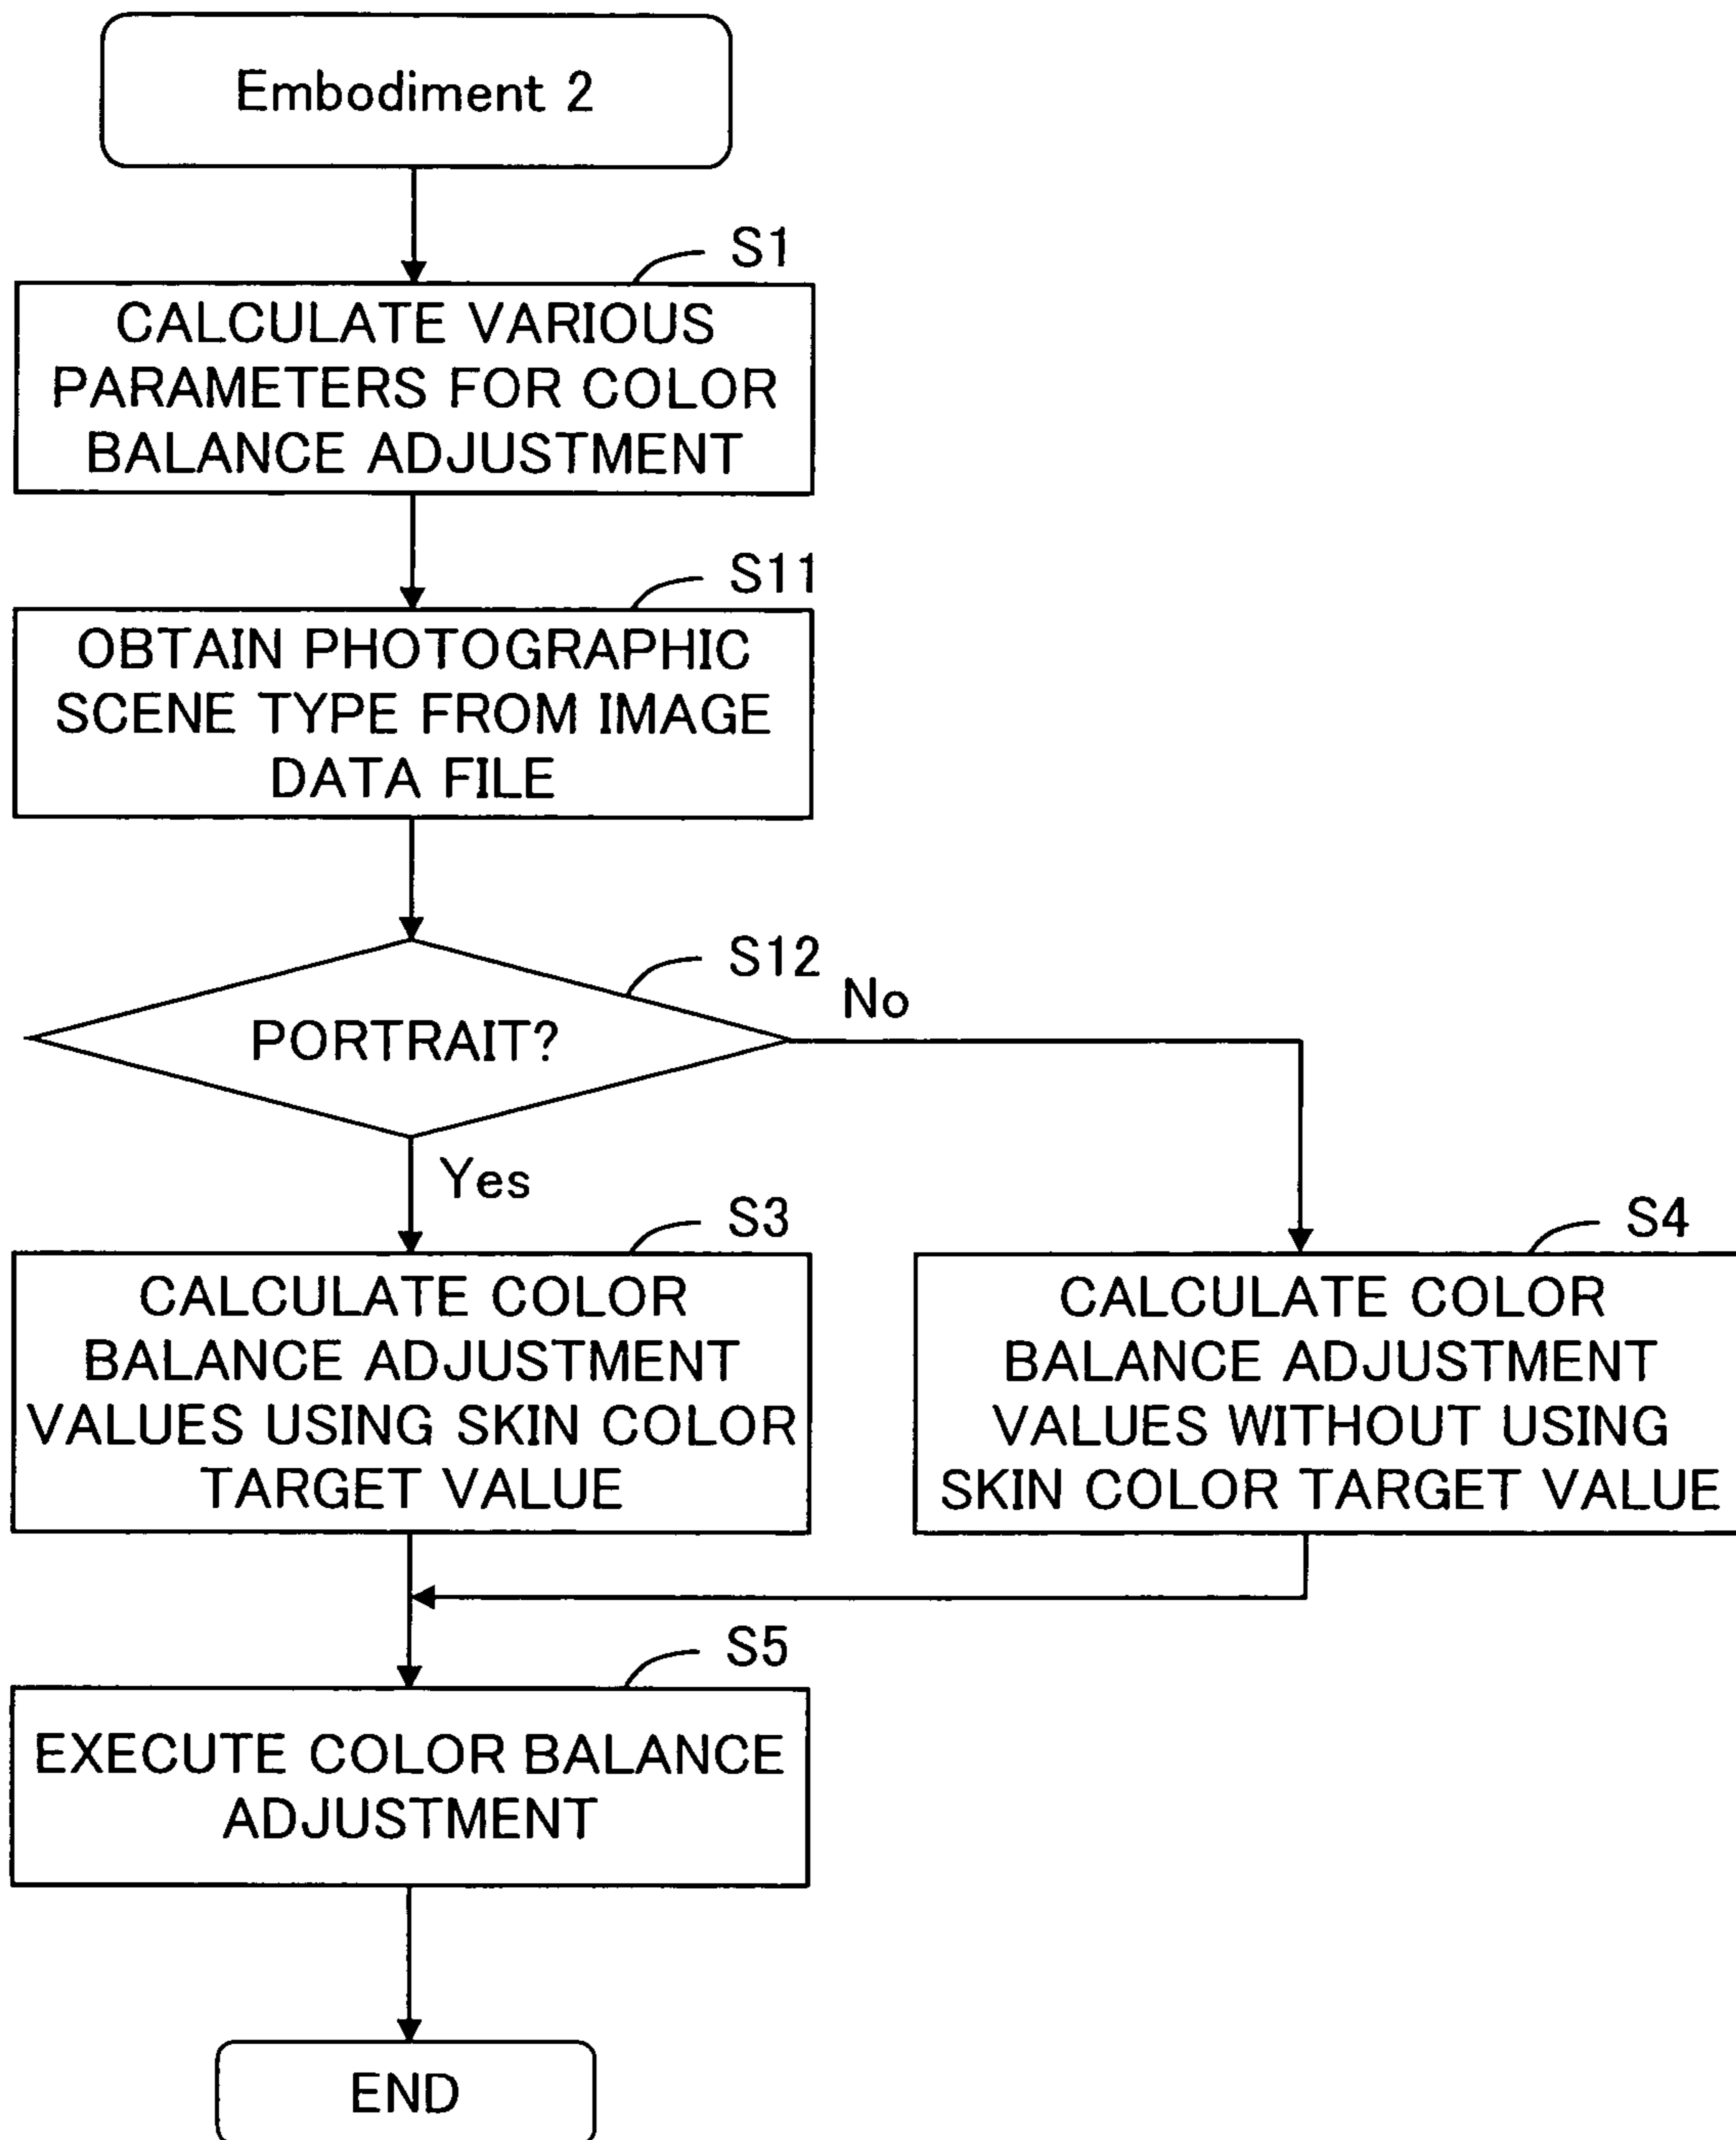 Embodiment 2
S1
CALCULATE VARIOUS
PARAMETERS FOR COLOR
BALANCE ADJUSTMENT
S11
OBTAIN PHOTOGRAPHIC
SCENE TYPE FROM IMAGE
DATA FILE
S12
No
PORTRAIT?
Yes
S3
CALCULATE COLOR
BALANCE ADJUSTMENT
VALUES USING SKIN COLOR
TARGET VALUE
S4
CALCULATE COLOR
BALANCE ADJUSTMENT
VALUES WITHOUT USING
SKIN COLOR TARGET VALUE
S5
EXECUTE COLOR BALANCE
ADJUSTMENT
END